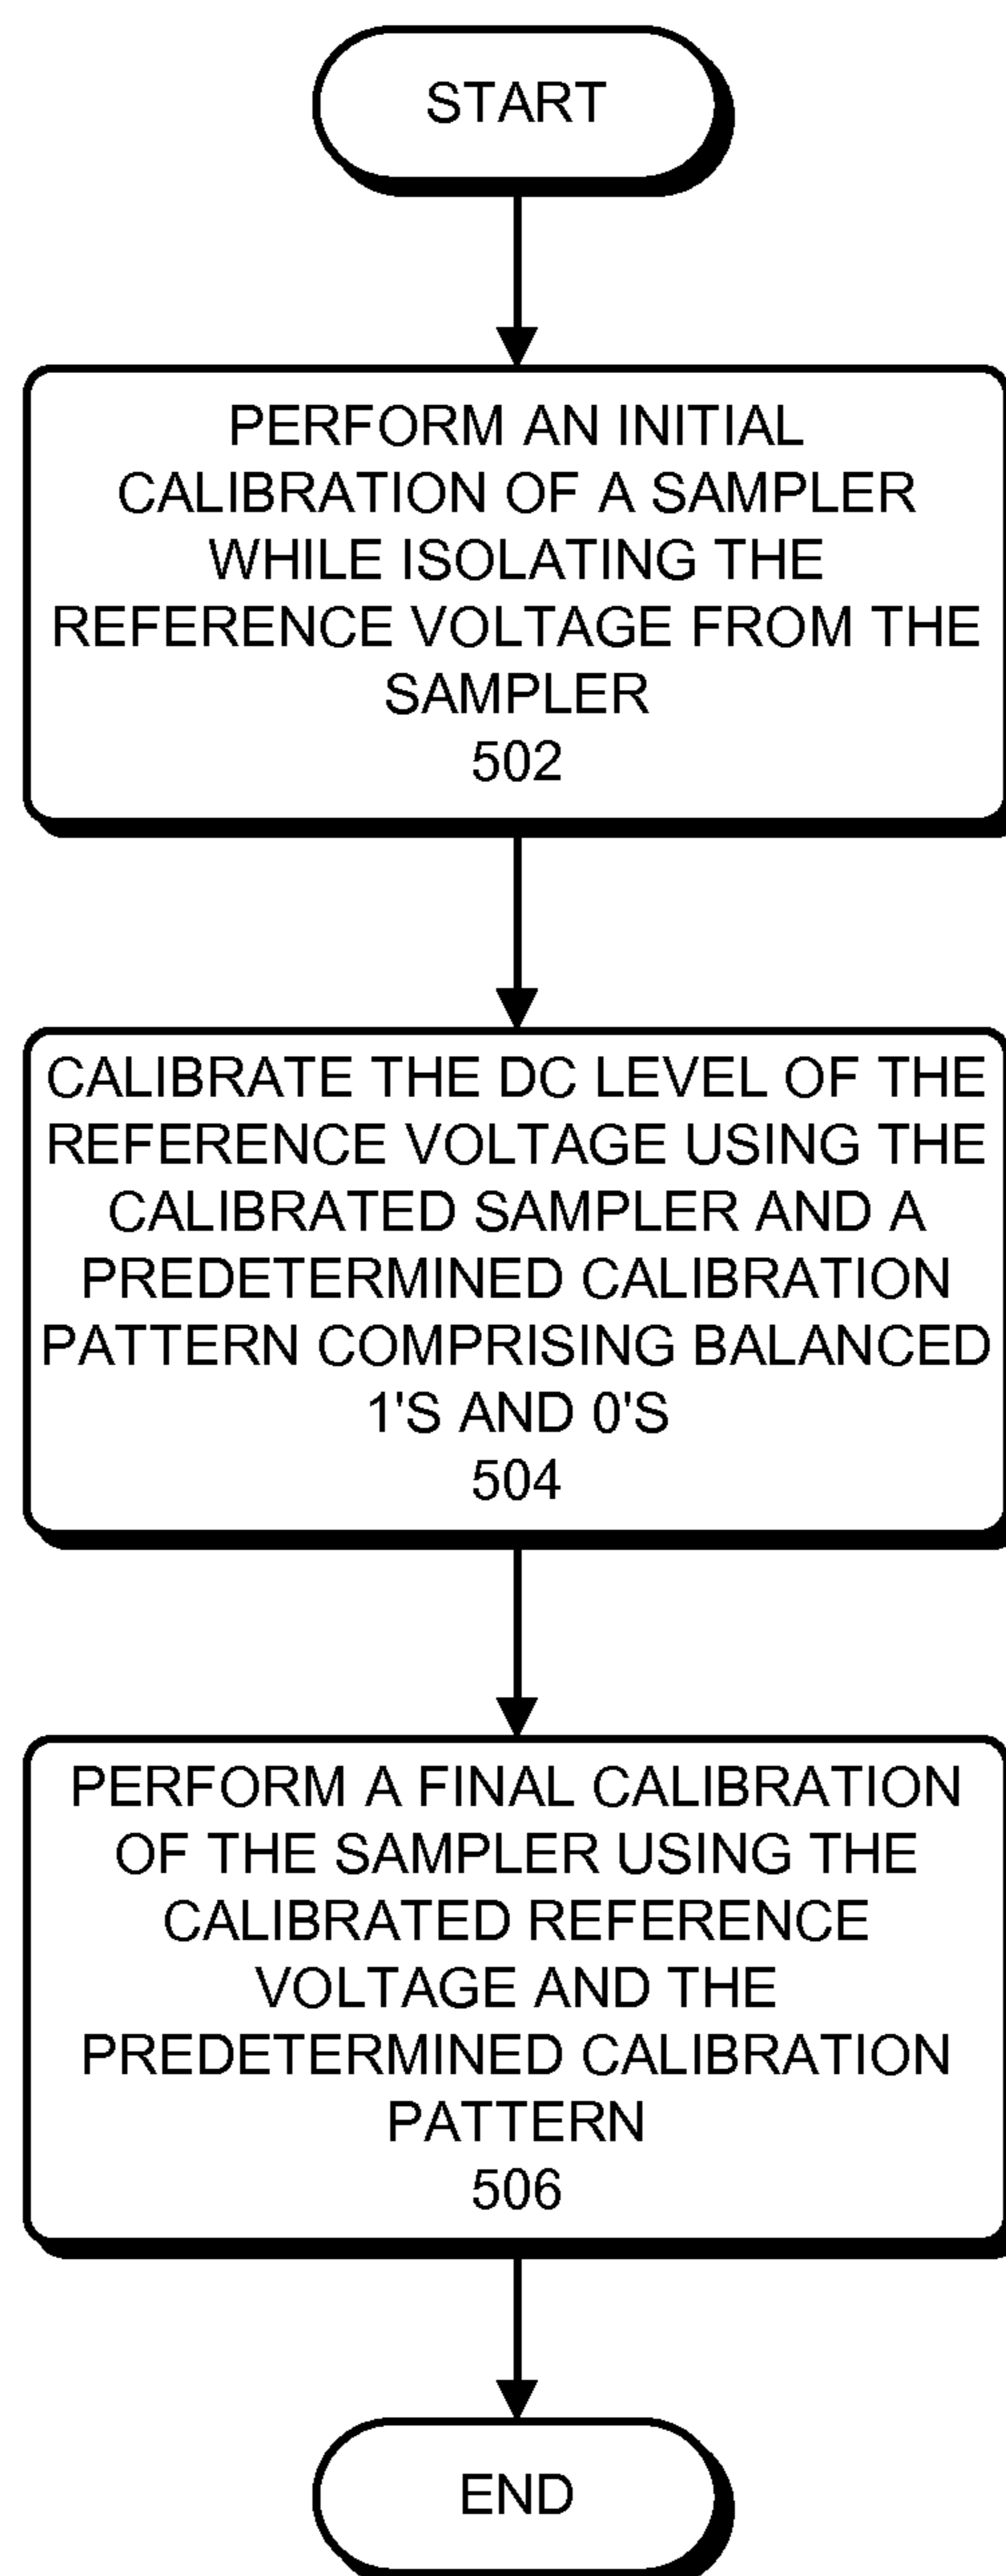 START
PERFORM AN INITIAL
CALIBRATION OF A SAMPLER
WHILE ISOLATING THE
REFERENCE VOLTAGE FROM THE
SAMPLER
502
CALIBRATE THE DC LEVEL OF THE
REFERENCE VOLTAGE USING THE
CALIBRATED SAMPLER AND A
PREDETERMINED CALIBRATION
PATTERN COMPRISING BALANCED
1'S AND 0'S
504
PERFORM A FINAL CALIBRATION
OF THE SAMPLER USING THE
CALIBRATED REFERENCE
VOLTAGE AND THE
PREDETERMINED CALIBRATION
PATTERN
506
END